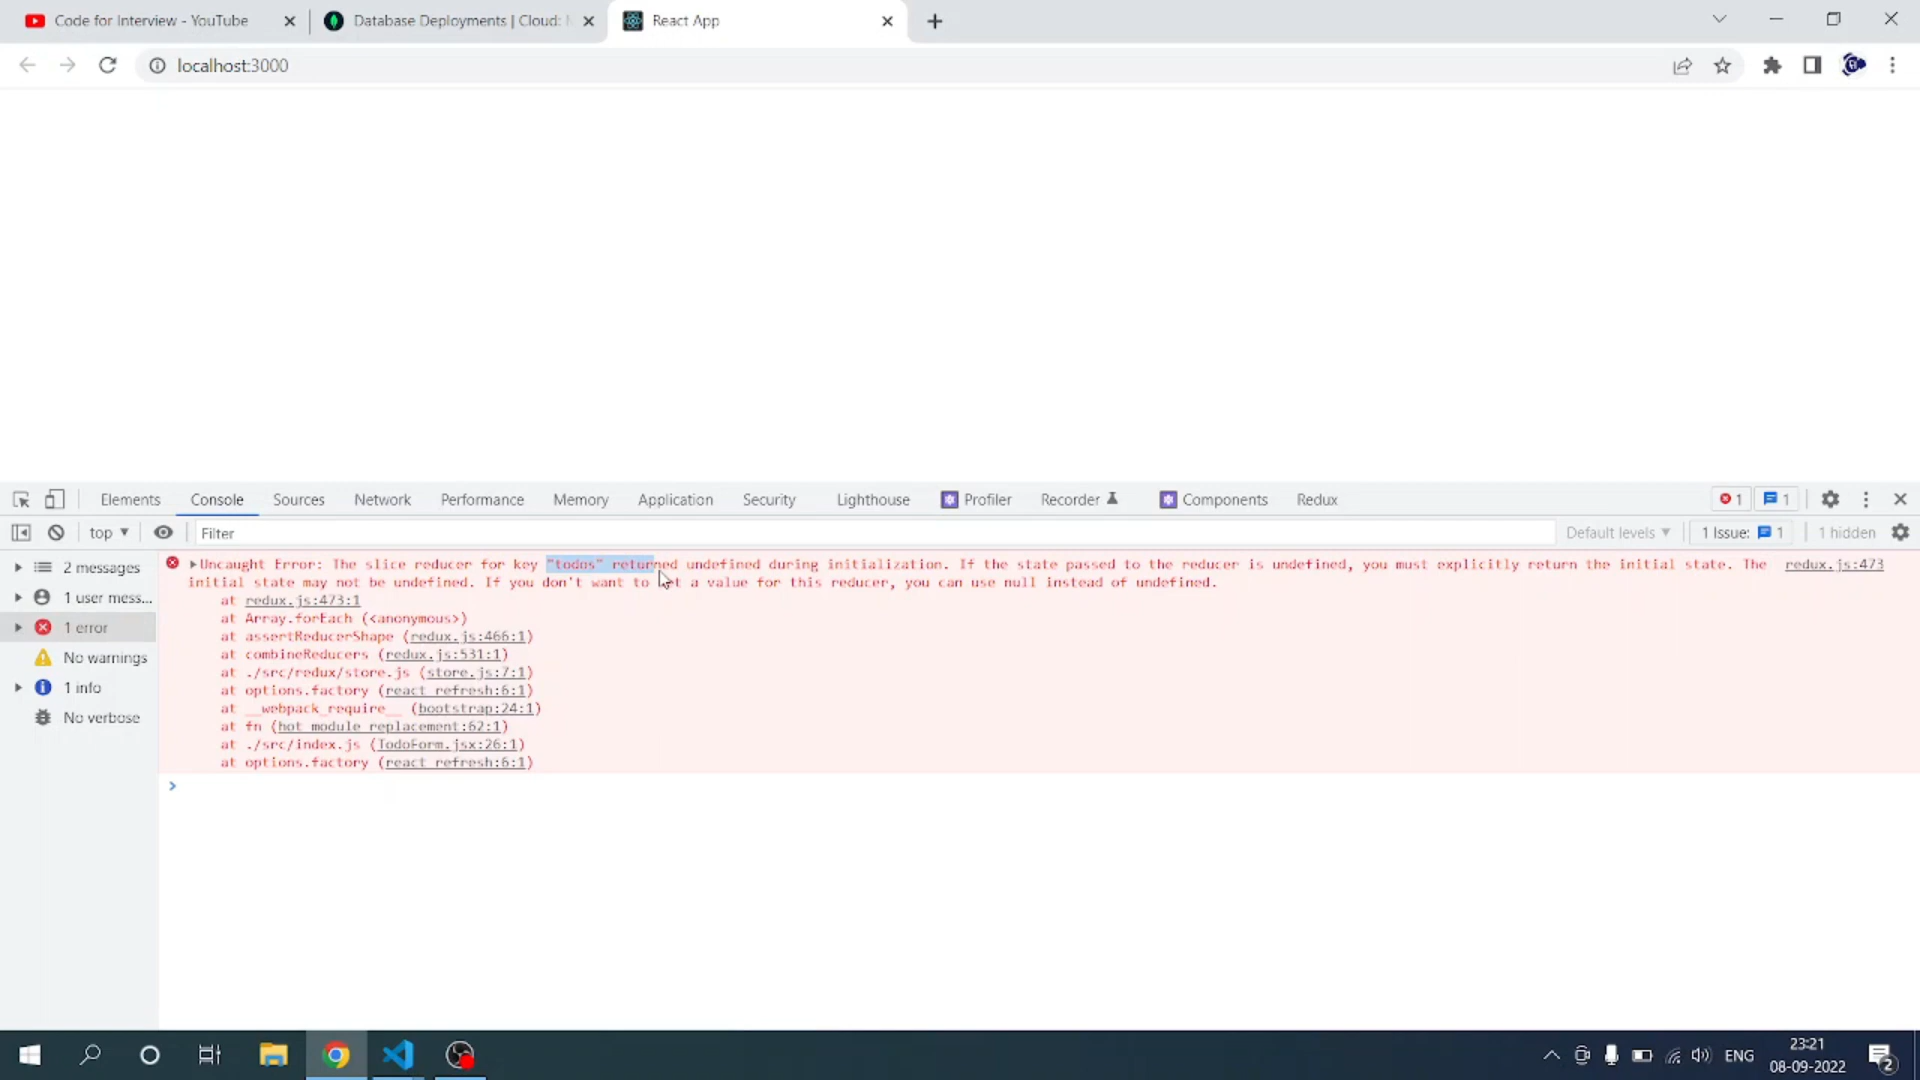 Code for Interview - YouTube
Database Deployments | Cloud:
React App
localhost:3000
Elements
Console
Sources
Network
Performance
Memory
Application
Security
Lighthouse
Profiler
Recorder
Components
Redux
1
1
top
Filter
Default levels
1 Issue: 1
1 hidden
2 messages
1 user mess...
1 error
No warnings
1 info
No verbose
Uncaught Error: The slice reducer for key "todos" returned undefined during initialization. If the state passed to the reducer is undefined, you must explicitly return the initial state. The redux.js:473
initial state may not be undefined. If you don't want to a value for this reducer, you can use null instead of undefined.
at redux.js:473:1
at Array.forEach (<anonymous>)
at assertReducerShape (redux.js:466:1)
at combineReducers (redux.js:531:1)
at ./src/redux/store.js (store.js:7:1)
at options.factory (react refresh:6:1)
at __webpack_require__ (bootstrap:24:1)
at fn (hot module replacement:62:1)
at ./src/index.js (TodoForm.jsx:26:1)
at options.factory (react refresh:6:1)
>
ENG
23:21
08-09-2022
2